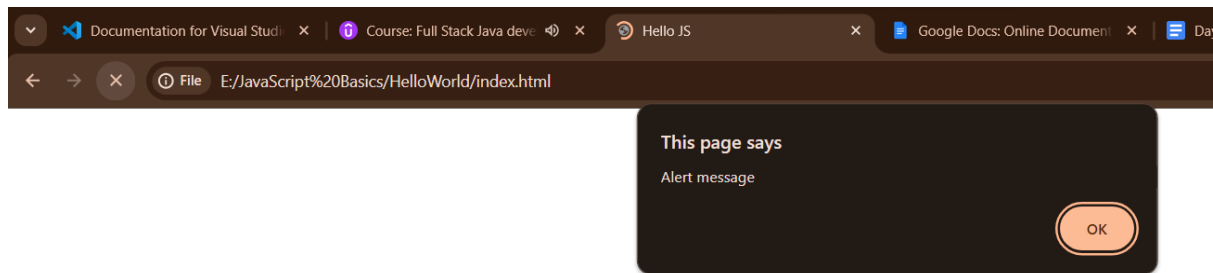 Documentation for Visual Studi
Course: Full Stack Java deve
Hello JS
Google Docs: Online Document
Day
File E:/JavaScript%20Basics/HelloWorld/index.html
This page says
Alert message
OK